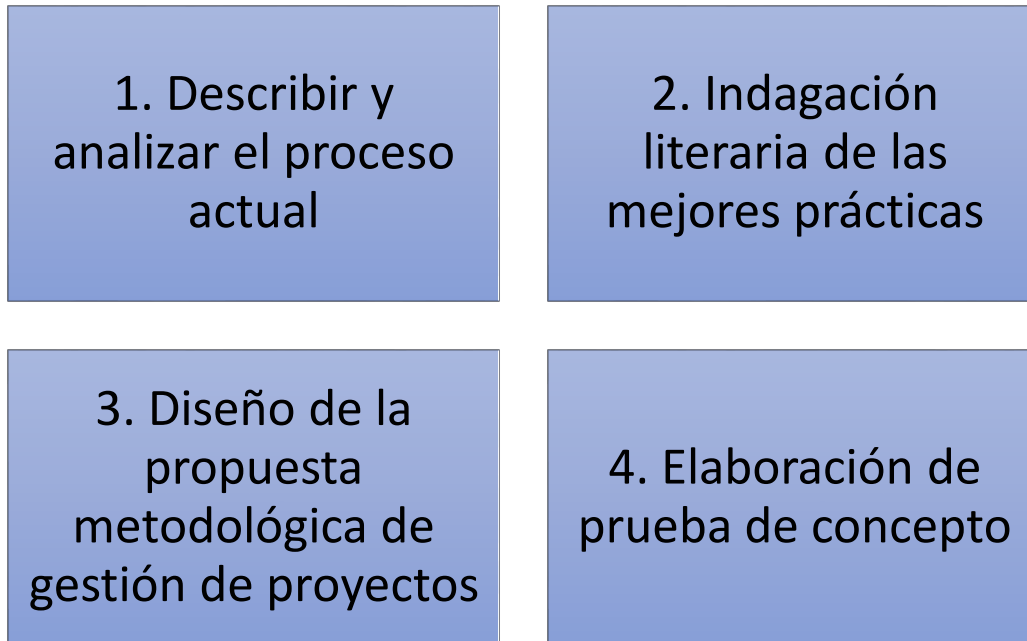 1. Describir y
analizar el proceso
actual
2. Indagación
literaria de las
mejores prácticas
3. Diseño de la
propuesta
metodológica de
gestión de proyectos
4. Elaboración de
prueba de concepto